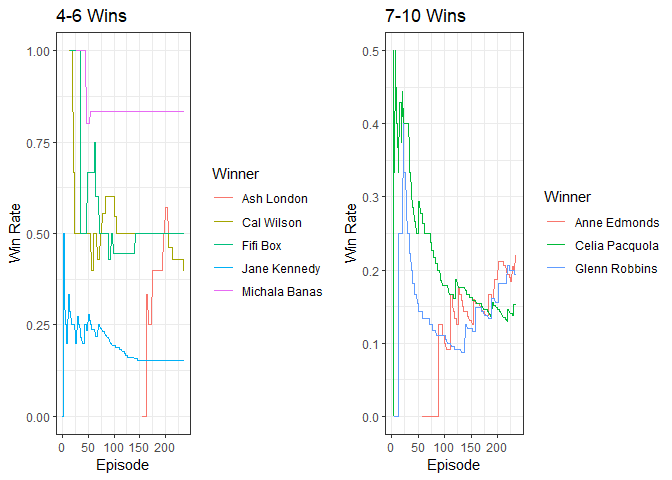 4-6 Wins
Win Rate
1.00
0.75
0.50
0.25
0.00
0 50 100 150 200
Episode
Winner
Ash London
Cal Wilson
Fifi Box
Jane Kennedy
Michala Banas
7-10 Wins
Win Rate
0.5
0.4
0.3
0.2
0.1
0.0
0 50 100 150 200
Episode
Winner
Anne Edmonds
Celia Pacquola
Glenn Robbins